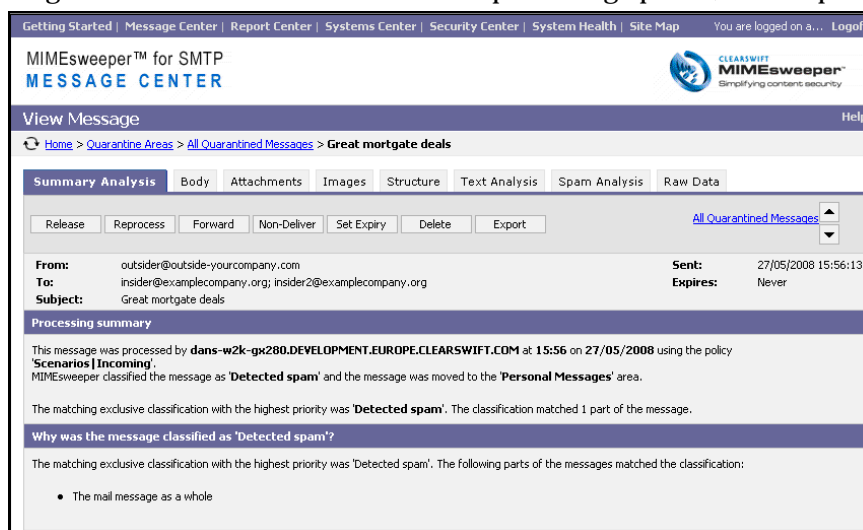 Getting Started | Message Center | Report Center | Systems Center | Security Center | System Health | Site Map You are logged on a... Logof
MIMEsweeper™ for SMTP
MESSAGE CENTER
CLEARSWIFT
MIMEsweeper™
Simplifying content security
View Message Help
Home > Quarantine Areas > All Quarantined Messages > Great mortgate deals
Summary Analysis Body Attachments Images Structure Text Analysis Spam Analysis Raw Data
Release Reprocess Forward Non-Deliver Set Expiry Delete Export All Quarantined Messages
From: outsider@outside-yourcompany.com Sent: 27/05/2008 15:56:13
To: insider@examplecompany.org; insider2@examplecompany.org Expires: Never
Subject: Great mortgate deals
Processing summary
This message was processed by dans-w2k-gx280.DEVELOPMENT.EUROPE.CLEARSWIFT.COM at 15:56 on 27/05/2008 using the policy
'Scenarios|Incoming'.
MIMEsweeper classified the message as 'Detected spam' and the message was moved to the 'Personal Messages' area.
The matching exclusive classification with the highest priority was 'Detected spam'. The classification matched 1 part of the message.
Why was the message classified as 'Detected spam'?
The matching exclusive classification with the highest priority was 'Detected spam'. The following parts of the messages matched the classification:
• The mail message as a whole